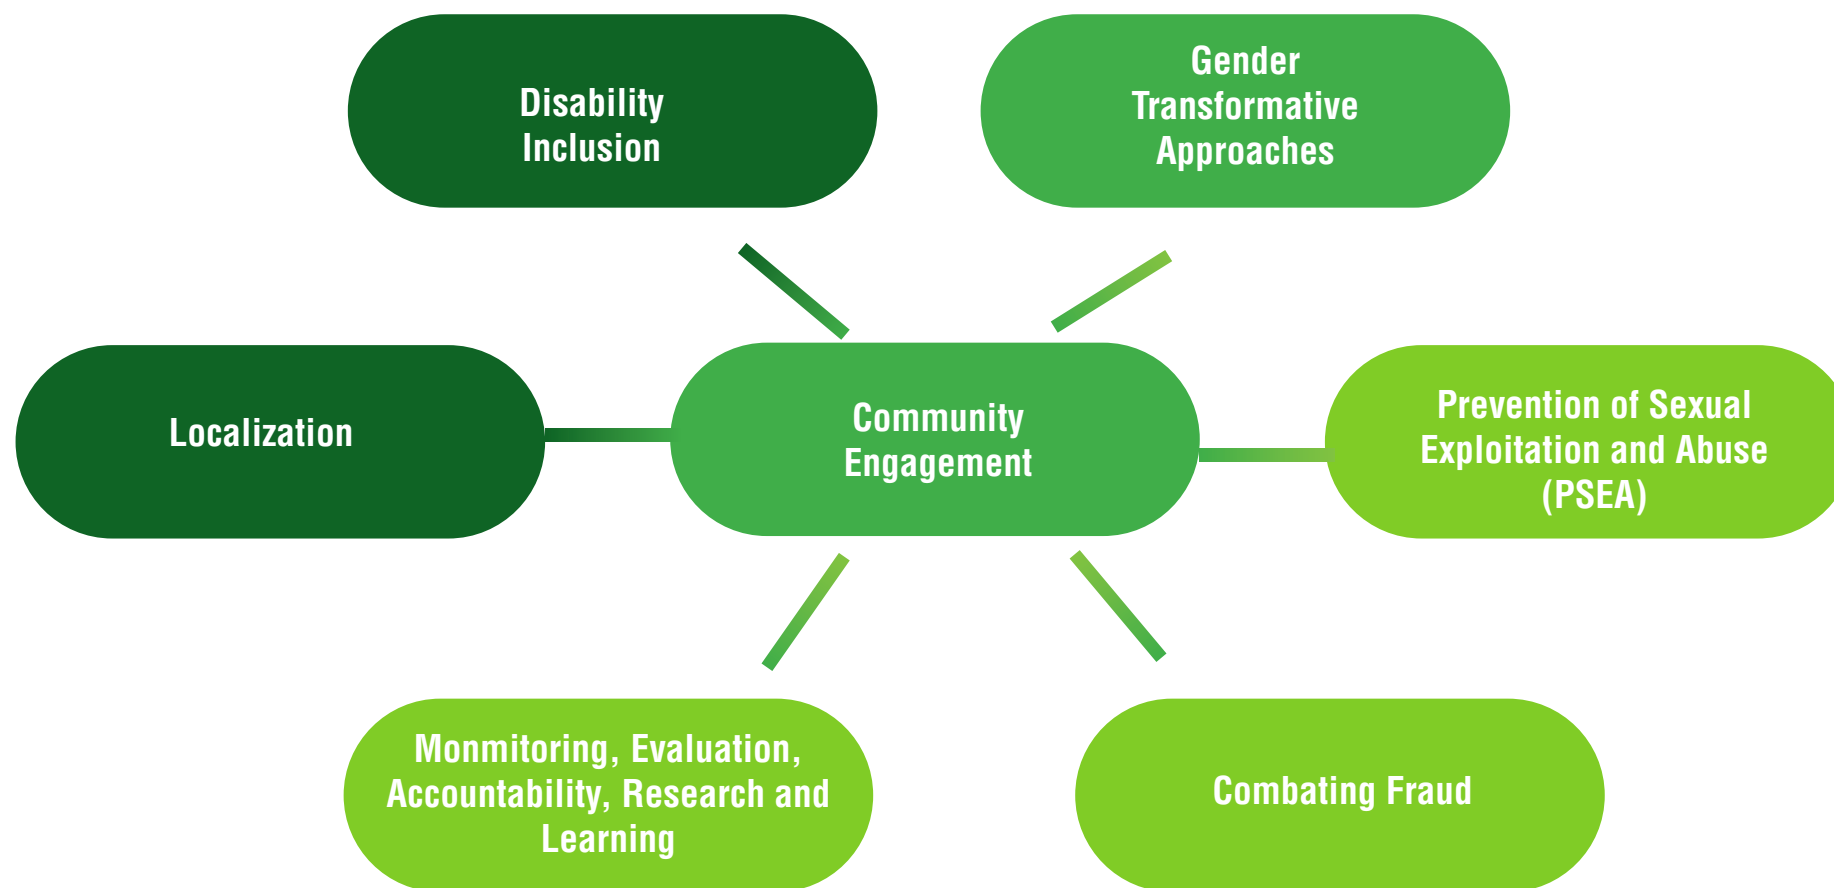 Disability
Inclusion
Gender
Transformative
Approaches
Localization
Community
Engagement
Prevention of Sexual
Exploitation and Abuse
(PSEA)
Monmitoring, Evaluation,
Accountability, Research and
Learning
Combating Fraud